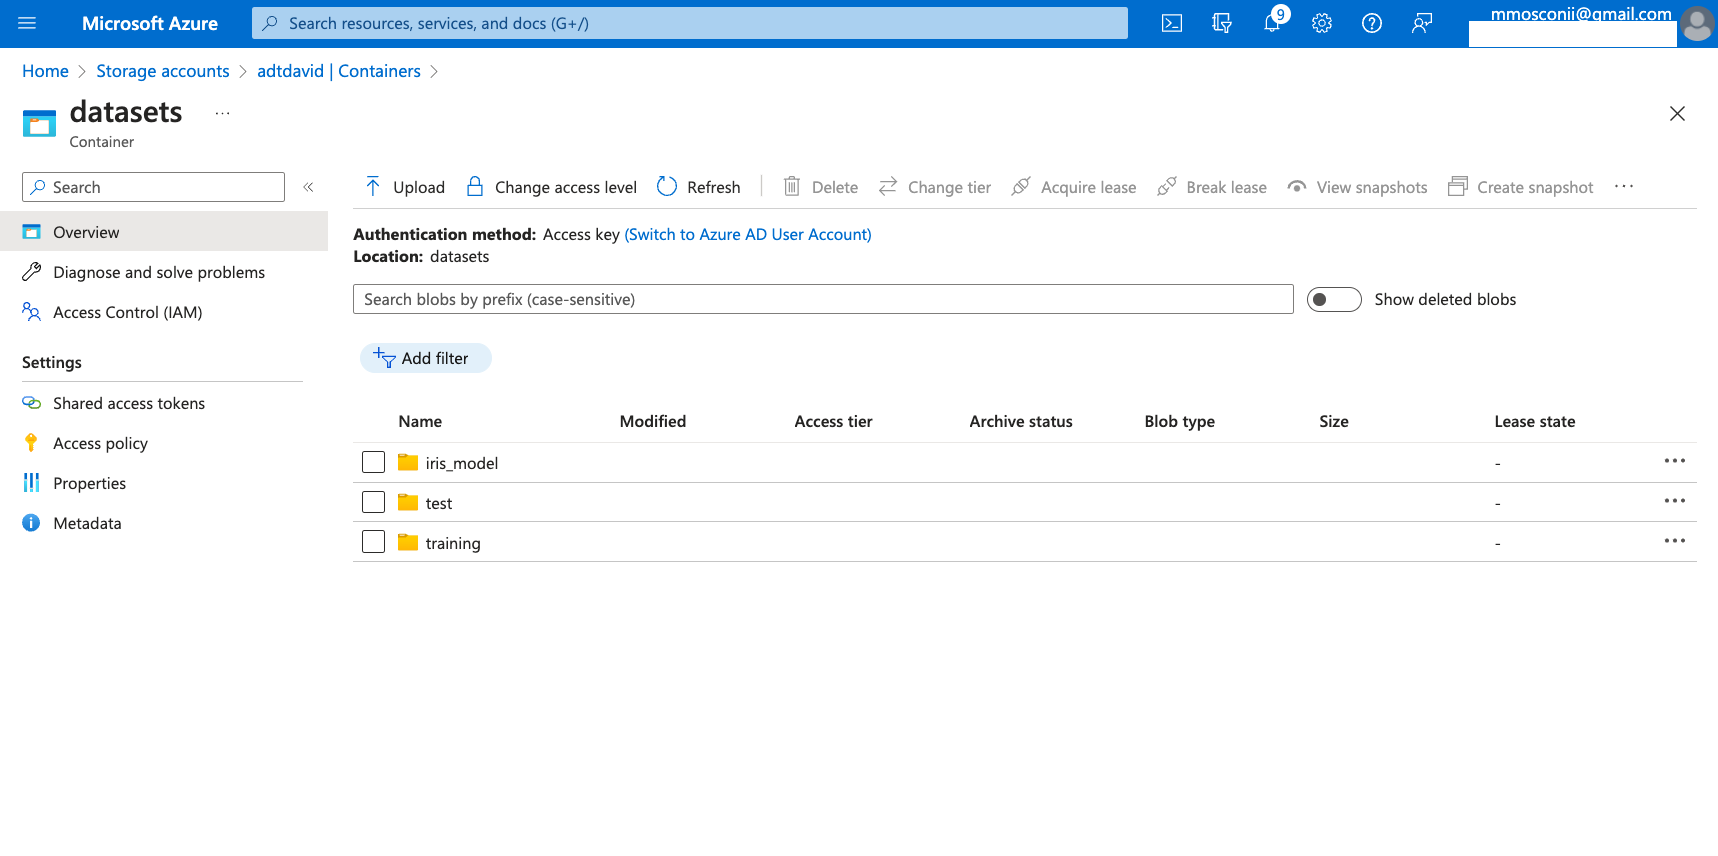 Microsoft Azure
Search resources, services, and docs (G+/)
9
mmosconii@gmail.com
Home > Storage accounts > adtdavid | Containers >
datasets ...
Container
Search «
Overview
Diagnose and solve problems
Access Control (IAM)
Settings
Shared access tokens
Access policy
Properties
Metadata
Upload Change access level Refresh | Delete Change tier Acquire lease Break lease View snapshots Create snapshot ...
Authentication method: Access key (Switch to Azure AD User Account)
Location: datasets
Search blobs by prefix (case-sensitive) Show deleted blobs
Add filter
Name Modified Access tier Archive status Blob type Size Lease state
iris_model - ...
test - ...
training - ...